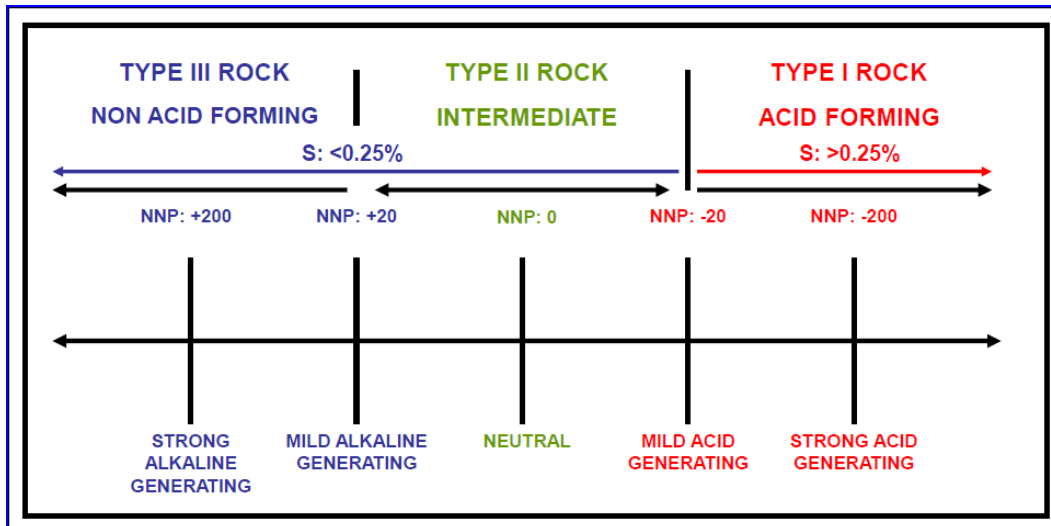 TYPE III ROCK
NON ACID FORMING
TYPE II ROCK
INTERMEDIATE
TYPE I ROCK
ACID FORMING
S: <0.25%
S: >0.25%
NNP: +200
NNP: +20
NNP: 0
NNP: -20
NNP: -200
STRONG
ALKALINE
GENERATING
MILD ALKALINE
GENERATING
NEUTRAL
MILD ACID
GENERATING
STRONG ACID
GENERATING